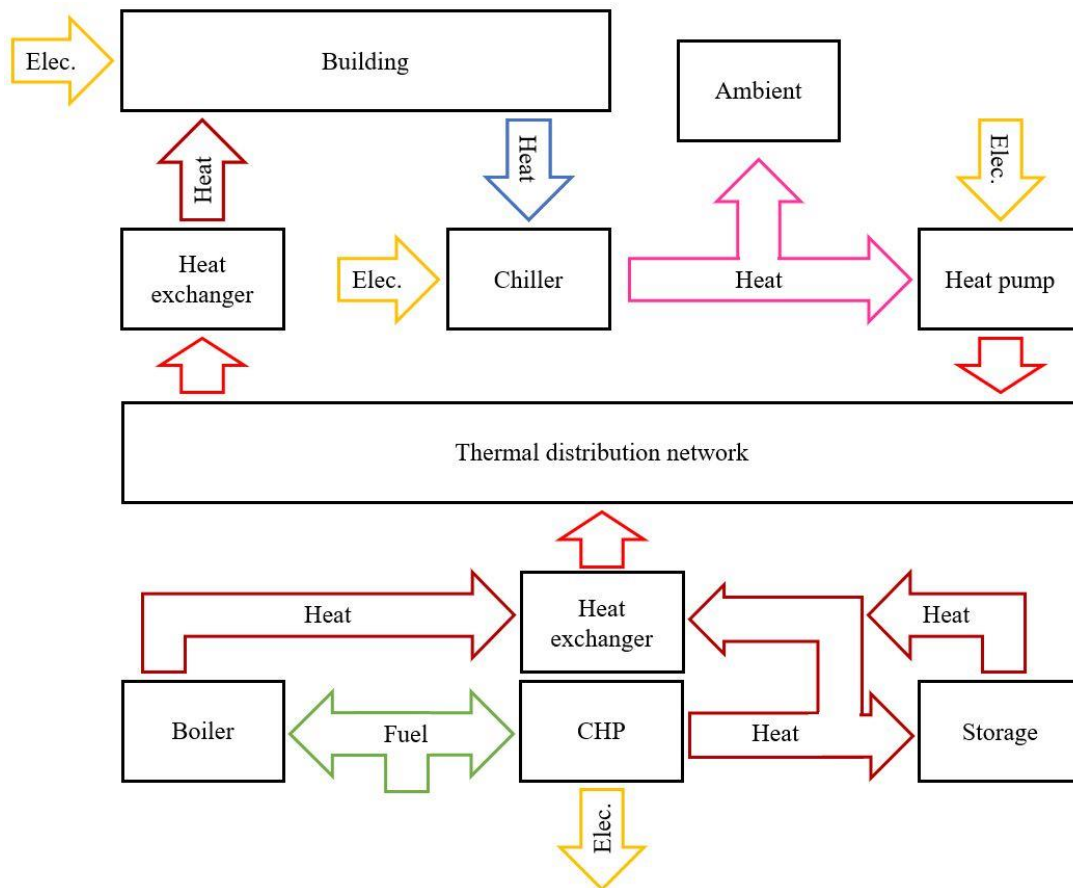 Elec.
Building
Ambient
Heat
Heat
Elec.
Heat
exchanger
Elec.
Chiller
Heat
Heat pump
Thermal distribution network
Heat
Heat
exchanger
Heat
Boiler
Fuel
CHP
Heat
Storage
Elec.